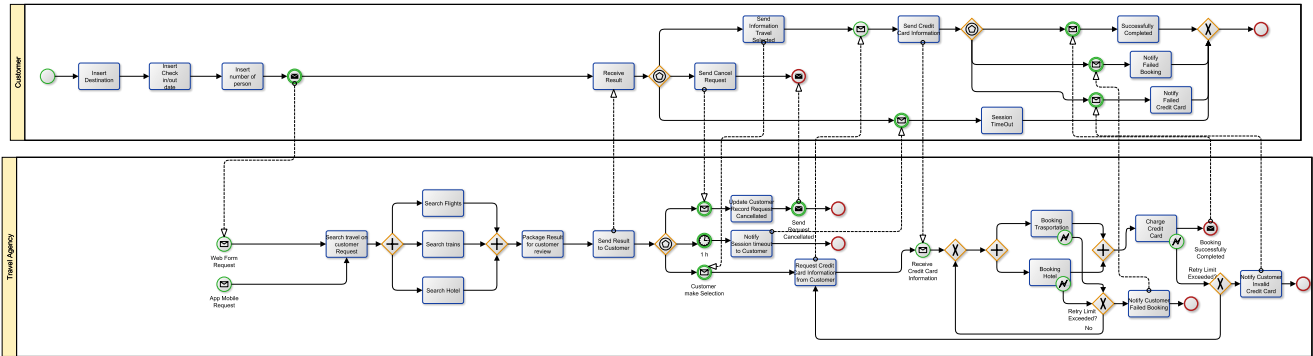 Customer
Insert
Destination
Insert
Check
in/out
date
Insert
number of
person
Receive
Result
Send
Information
Travel
Selected
Send Cancel
Request
Send Credit
Card Information
Successfully
Completed
Notify
Failed
Booking
Notify
Failed
Credit Card
Session
TimeOut
Travel Agency
Web Form
Request
App Mobile
Request
Search travel on
customer
Request
Search Flights
Search trains
Search Hotel
Package Result
for customer
review
Send Result
to Customer
1 h
Customer
make Selection
Update Customer
Record Request
Cancellated
Send
Request
Cancellated
Notify
Session timeout
to Customer
Request Credit
Card Information
from Customer
Receive
Credit Card
Information
Booking
Trasportation
Booking
Hotel
Retry Limit
Exceeded?
No
Notify Customer
Failed Booking
Charge
Credit
Card
Booking
Successfully
Completed
Retry Limit
Exceeded?
Notify Customer
Invalid
Credit Card